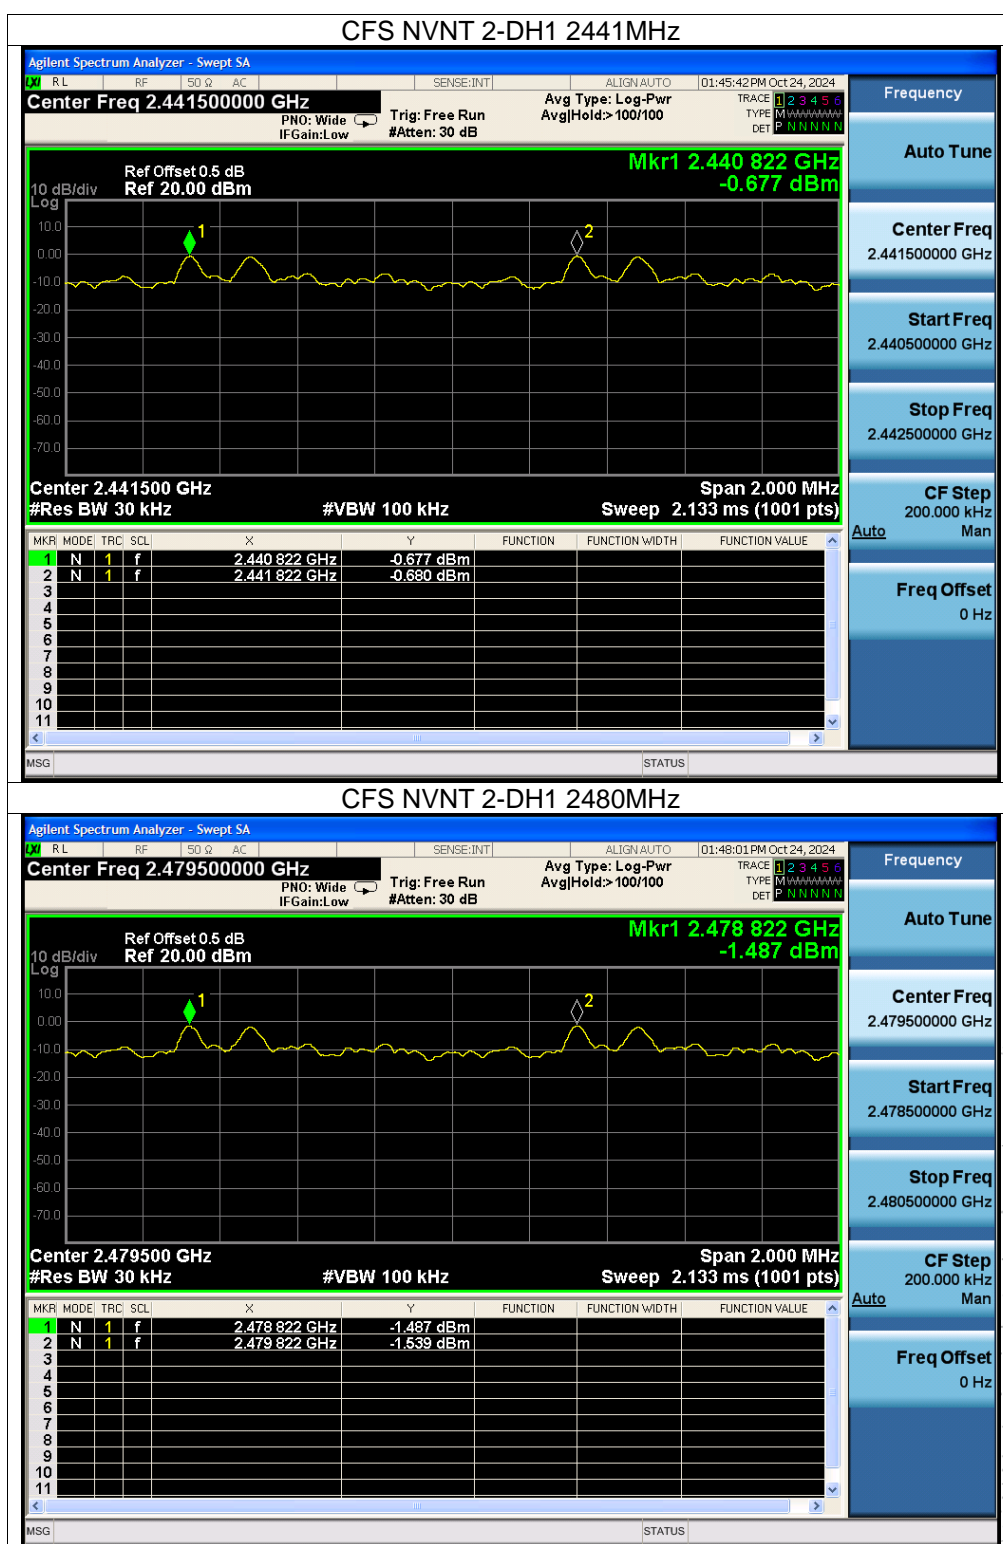 CFS NVNT 2-DH1 2441MHz
Agilent Spectrum Analyzer - Swept SA
LXI RL RF 50 Ω AC SENSE:INT ALIGN AUTO 01:45:42 PM Oct 24, 2024
Center Freq 2.441500000 GHz
PNO: Wide
IFGain:Low
Trig: Free Run
#Atten: 30 dB
Avg Type: Log-Pwr
Avg|Hold:>100/100
TRACE 1 2 3 4 5 6
TYPE M
DET P N N N N N
Mkr1 2.440 822 GHz
-0.677 dBm
Ref Offset 0.5 dB
10 dB/div Ref 20.00 dBm
Log
10.0
0.00
-10.0
-20.0
-30.0
-40.0
-50.0
-60.0
-70.0
1
2
Center 2.441500 GHz Span 2.000 MHz
#Res BW 30 kHz #VBW 100 kHz Sweep 2.133 ms (1001 pts)
MKR MODE TRC SCL X Y FUNCTION FUNCTION WIDTH FUNCTION VALUE
1 N 1 f 2.440 822 GHz -0.677 dBm
2 N 1 f 2.441 822 GHz -0.680 dBm
3
4
5
6
7
8
9
10
11
MSG STATUS
Frequency
Auto Tune
Center Freq
2.441500000 GHz
Start Freq
2.440500000 GHz
Stop Freq
2.442500000 GHz
CF Step
200.000 kHz
Auto Man
Freq Offset
0 Hz
CFS NVNT 2-DH1 2480MHz
Agilent Spectrum Analyzer - Swept SA
LXI RL RF 50 Ω AC SENSE:INT ALIGN AUTO 01:48:01 PM Oct 24, 2024
Center Freq 2.479500000 GHz
PNO: Wide
IFGain:Low
Trig: Free Run
#Atten: 30 dB
Avg Type: Log-Pwr
Avg|Hold:>100/100
TRACE 1 2 3 4 5 6
TYPE M
DET P N N N N N
Mkr1 2.478 822 GHz
-1.487 dBm
Ref Offset 0.5 dB
10 dB/div Ref 20.00 dBm
Log
10.0
0.00
-10.0
-20.0
-30.0
-40.0
-50.0
-60.0
-70.0
1
2
Center 2.479500 GHz Span 2.000 MHz
#Res BW 30 kHz #VBW 100 kHz Sweep 2.133 ms (1001 pts)
MKR MODE TRC SCL X Y FUNCTION FUNCTION WIDTH FUNCTION VALUE
1 N 1 f 2.478 822 GHz -1.487 dBm
2 N 1 f 2.479 822 GHz -1.539 dBm
3
4
5
6
7
8
9
10
11
MSG STATUS
Frequency
Auto Tune
Center Freq
2.479500000 GHz
Start Freq
2.478500000 GHz
Stop Freq
2.480500000 GHz
CF Step
200.000 kHz
Auto Man
Freq Offset
0 Hz